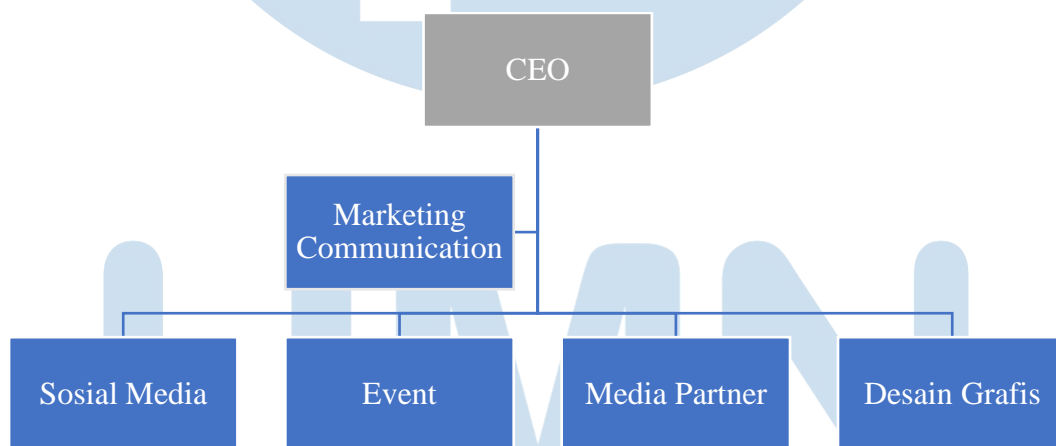 CEO
Marketing
Communication
Sosial Media
Event
Media Partner
Desain Grafis